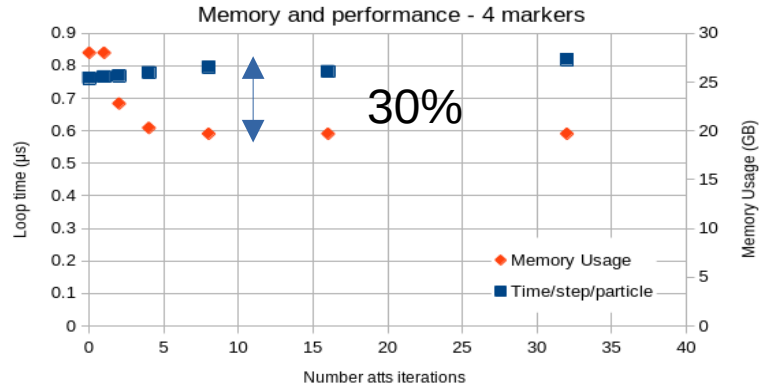 Memory and performance - 4 markers
Loop time (µs)
0.9
0.8
0.7
0.6
0.5
0.4
0.3
0.2
0.1
0
30%
Memory Usage
Time/step/particle
30
25
20
15
10
5
0
Memory Usage (GB)
0 5 10 15 20 25 30 35 40
Number atts iterations